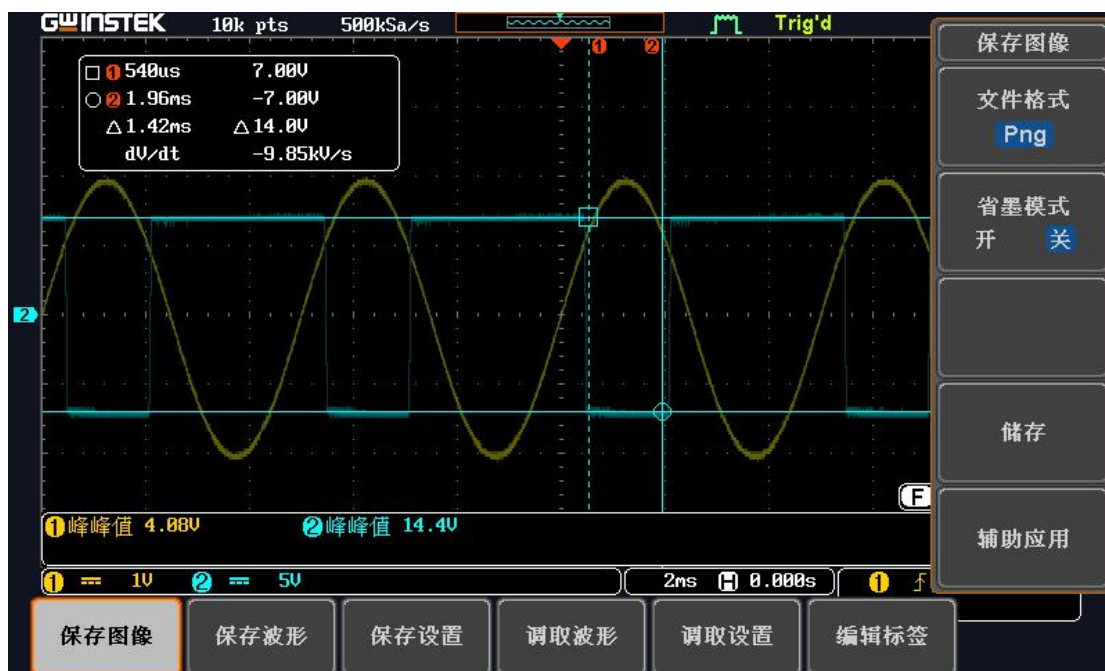 GWINSTEK 10k pts 500kSa/s Trig'd
1 2
1 540us 7.00V
2 1.96ms -7.00V
△1.42ms △14.0V
dV/dt -9.85kV/s
2
F
1 峰峰值 4.08V 2 峰峰值 14.4V
1 1V 2 5V 2ms H 0.000s 1
保存图像
文件格式
Png
省墨模式
开 关
储存
辅助应用
保存图像 保存波形 保存设置 调取波形 调取设置 编辑标签